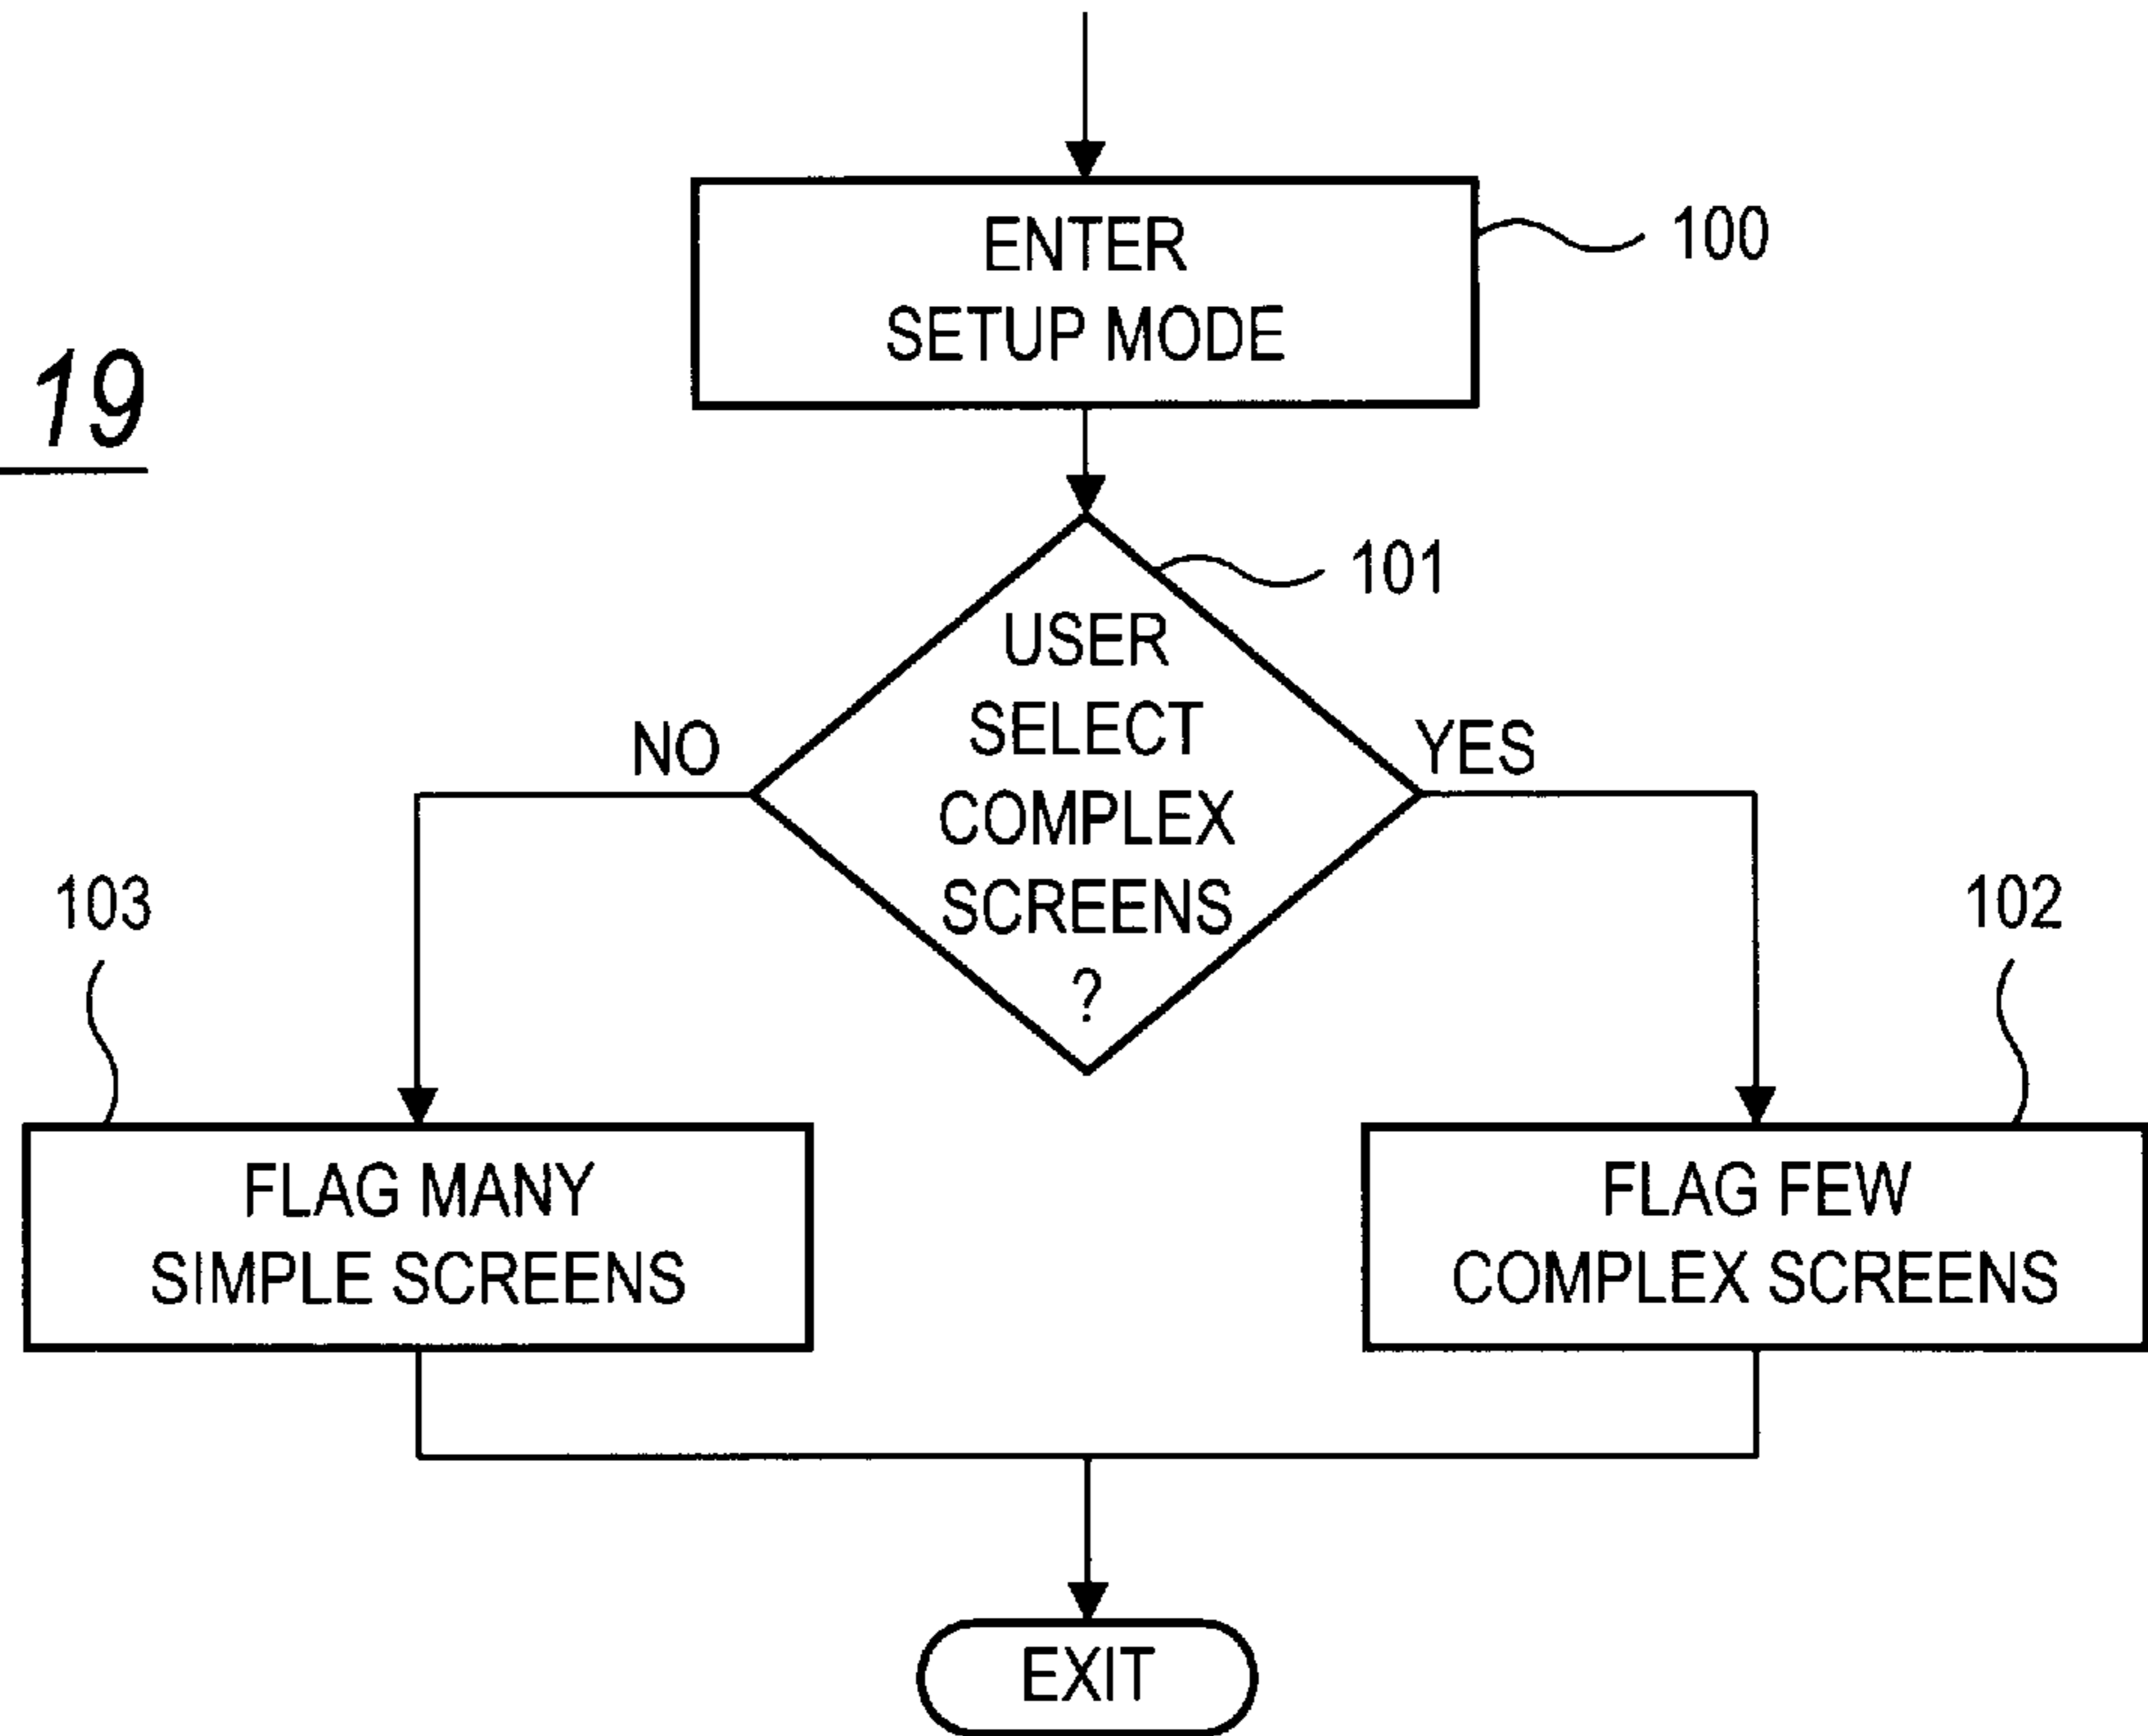 ENTER
SETUP MODE
100
19
101
USER
SELECT
COMPLEX
SCREENS
?
NO
YES
103
102
FLAG MANY
SIMPLE SCREENS
FLAG FEW
COMPLEX SCREENS
EXIT